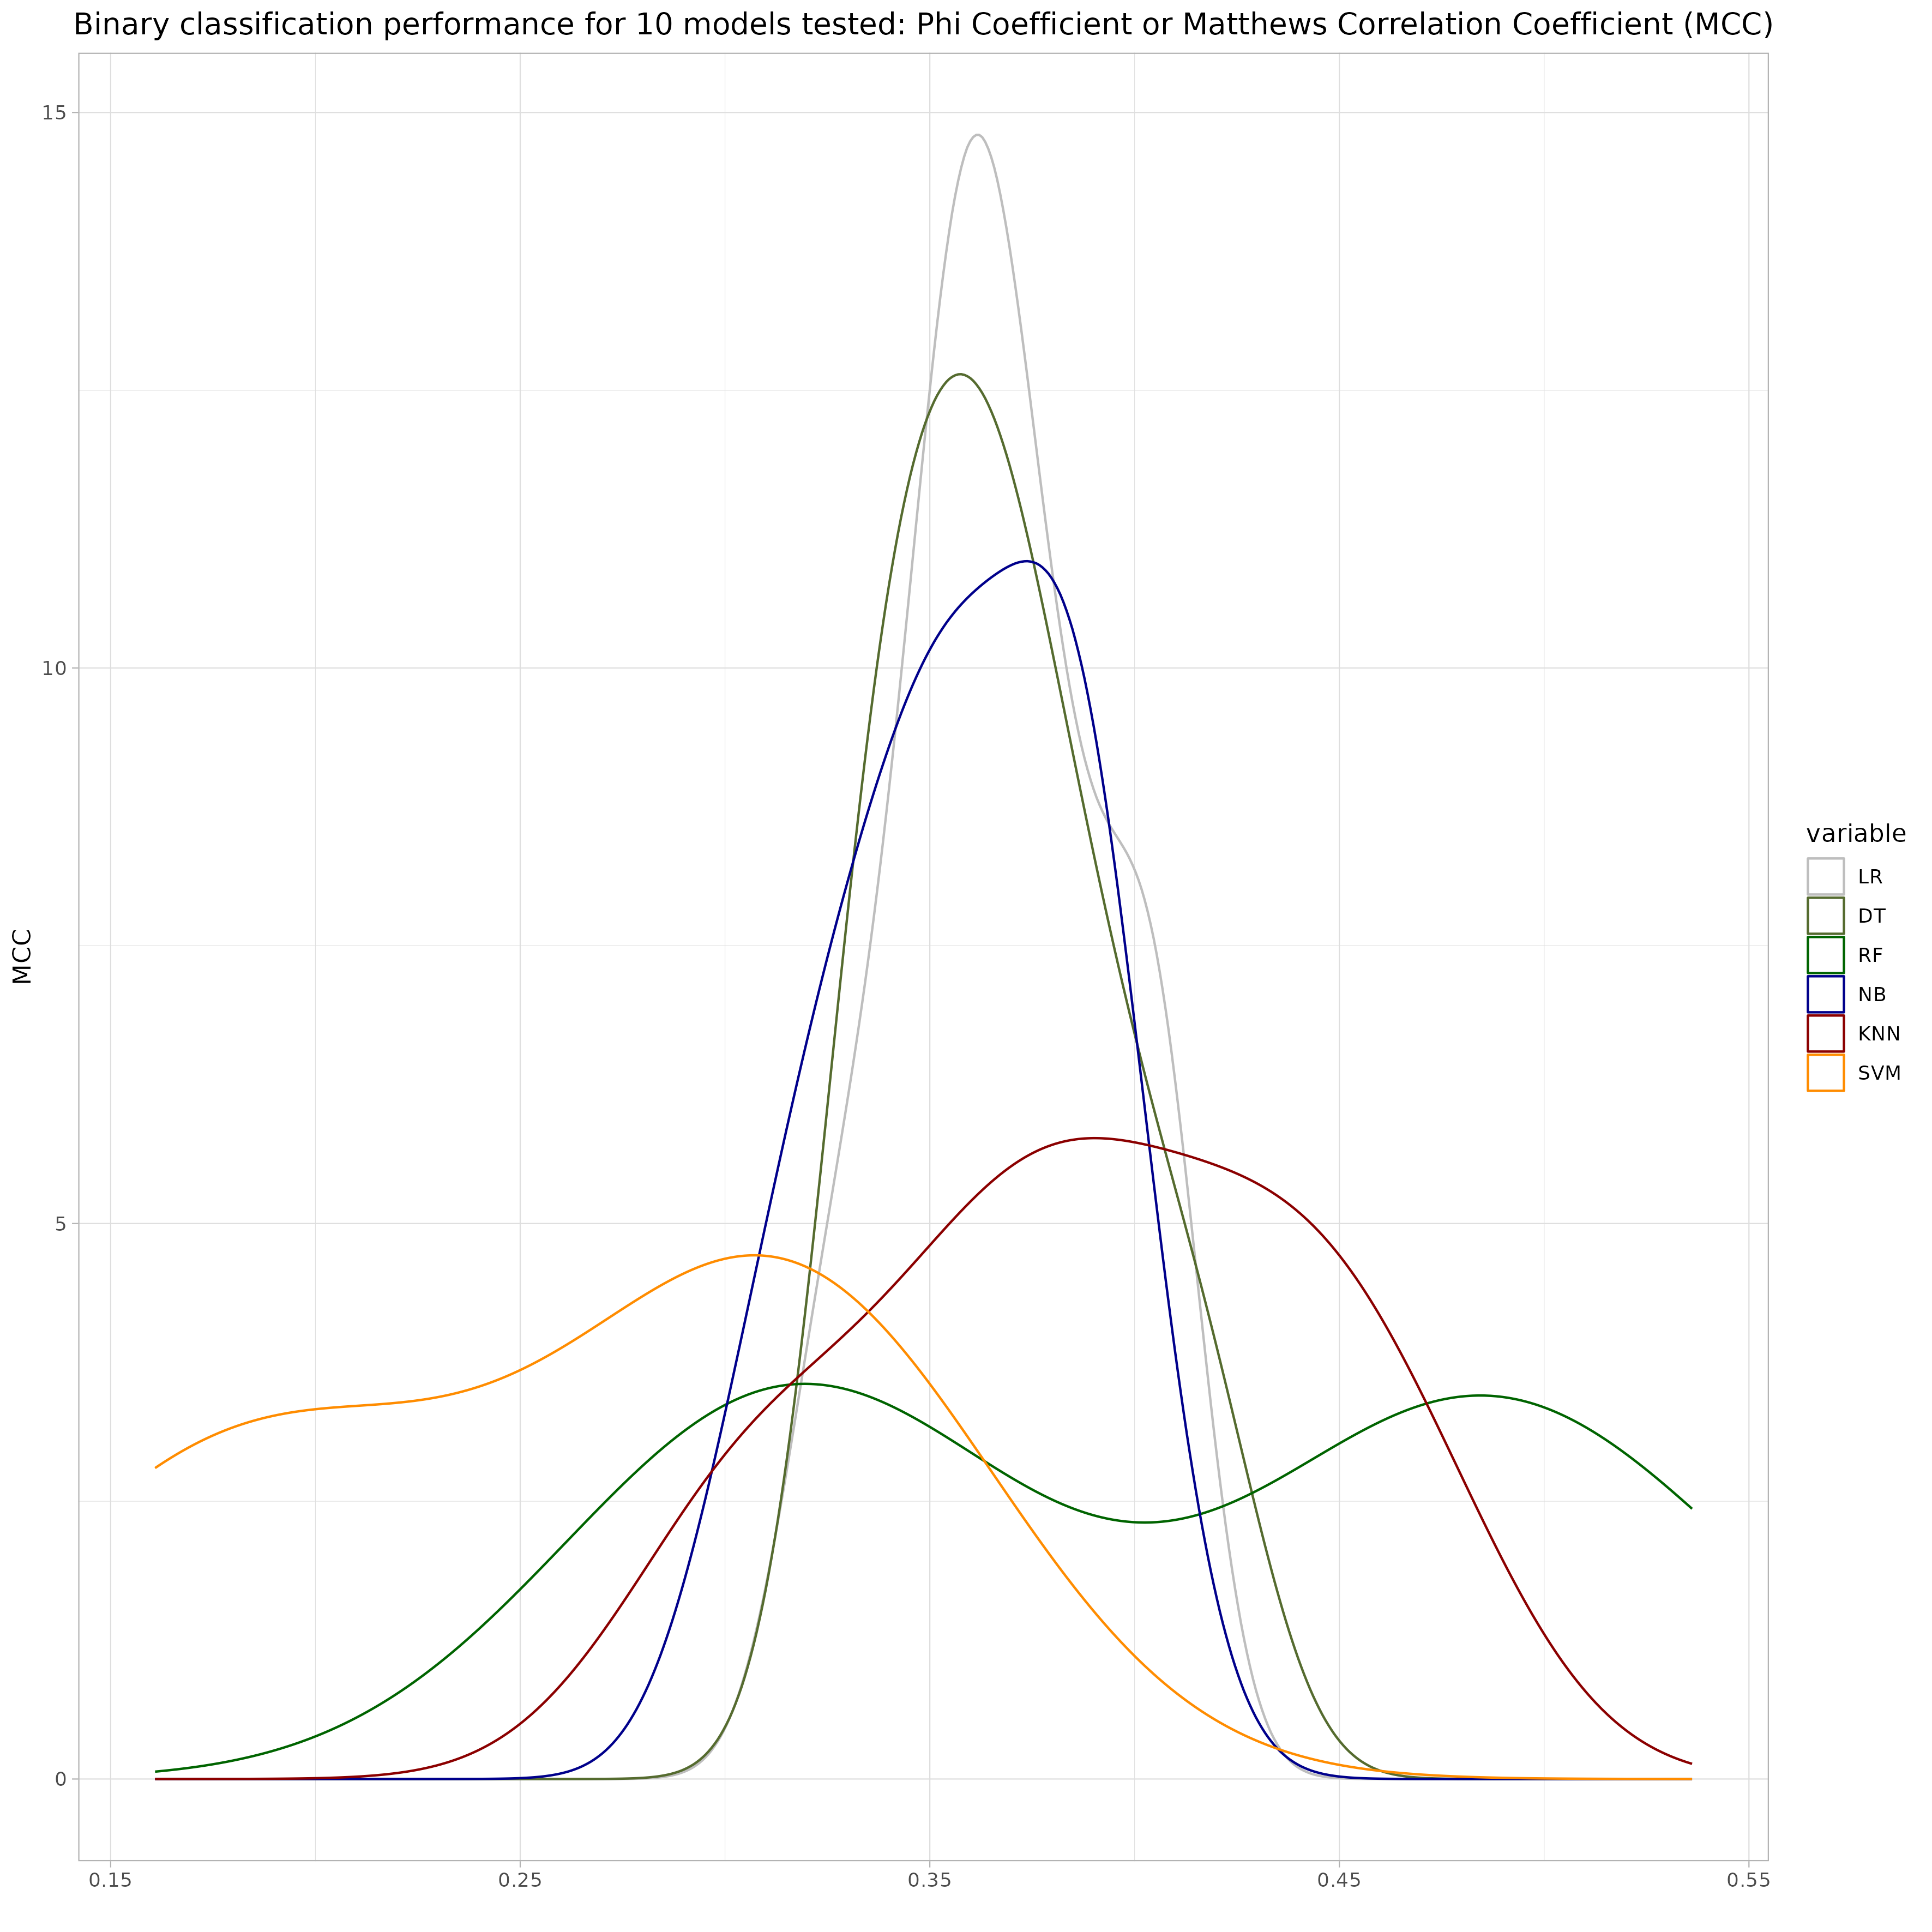 Binary classification performance for 10 models tested: Phi Coefficient or Matthews Correlation Coefficient (MCC)
15
10
5
0
MCC
0.15 0.25 0.35 0.45 0.55
variable
LR
DT
RF
NB
KNN
SVM